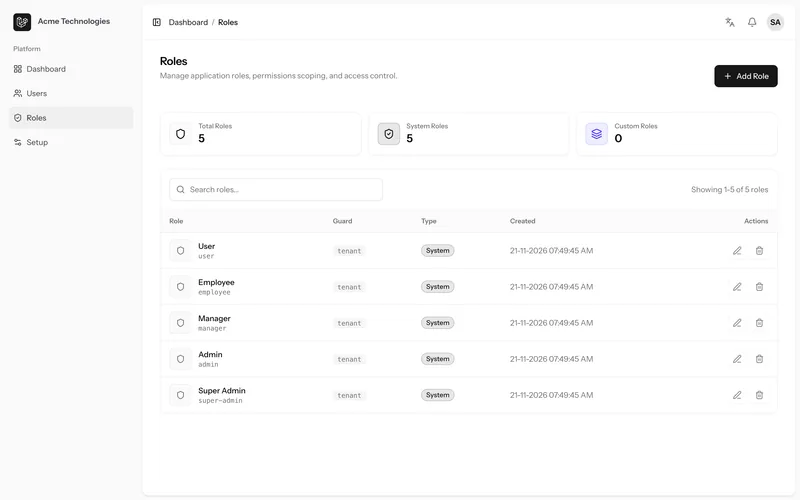 Acme Technologies
Platform
Dashboard
Users
Roles
Setup
Dashboard / Roles
SA
Roles
Manage application roles, permissions scoping, and access control.
Add Role
Total Roles
5
System Roles
5
Custom Roles
0
Search roles...
Showing 1-5 of 5 roles
Role Guard Type Created Actions
User
user
tenant System 21-11-2026 07:49:45 AM
Employee
employee
tenant System 21-11-2026 07:49:45 AM
Manager
manager
tenant System 21-11-2026 07:49:45 AM
Admin
admin
tenant System 21-11-2026 07:49:45 AM
Super Admin
super-admin
tenant System 21-11-2026 07:49:45 AM